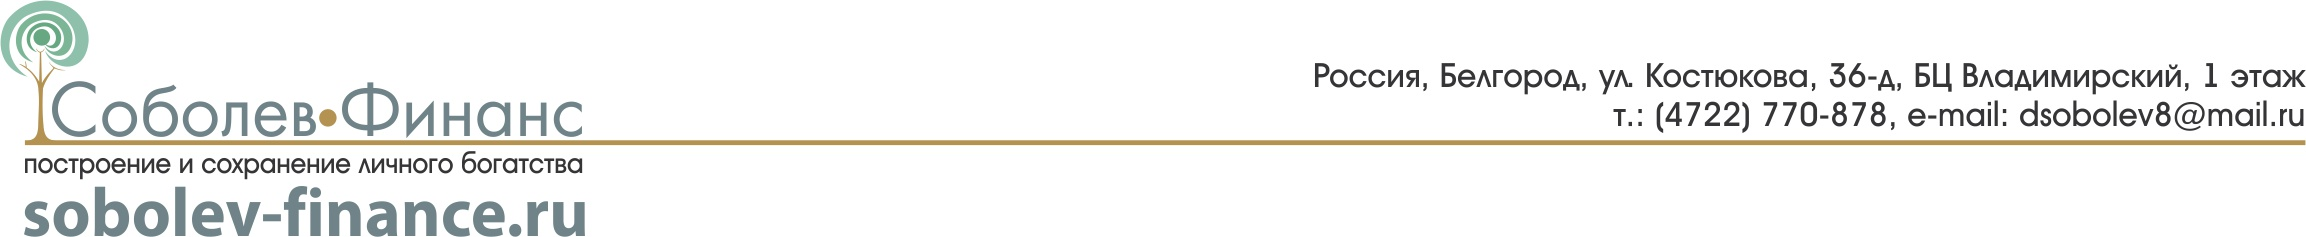 Соболев•Финанс
построение и сохранение личного богатства
sobolev-finance.ru
Россия, Белгород, ул. Костюкова, 36-д, БЦ Владимирский, 1 этаж
т.: (4722) 770-878, e-mail: dsobolev8@mail.ru